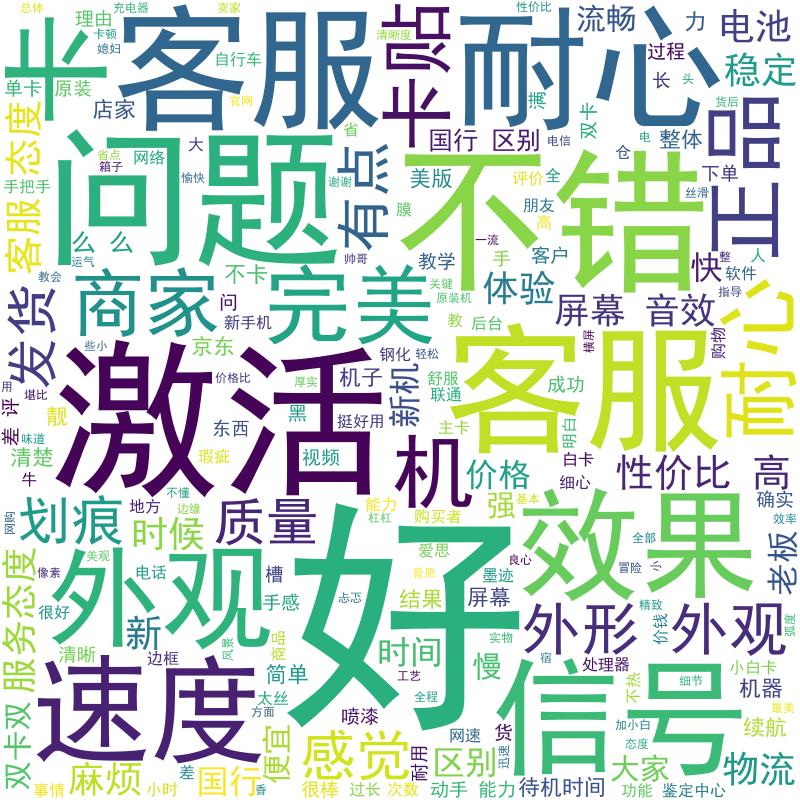 总体
充电器
卖家
性价比
理由
卡顿
媳妇
自行车
官网
卡
客服
卡贴
清晰度
耐心
流畅
力
电池
过程
长
头
稳定
单卡
原装
店家
满
双卡
货后
正品
客服态度
手把手
省点
箱子
网络
大
愉快
问题
省
谢谢
有点
国行
区别
美版
电信
仓
电
整体
下单
丝滑
不错
评价
全
朋友
高
一流
手
客户
么么
运气
帅哥
教会
发货
商家
不卡
问
新手机
完美
教学
关键
原装机
体验
教
后台
屏幕
音效
快
整
人
软件
指导
横屏
购物
耐心
用
些小
堪比
差评
靓
味道
激活
京东
价格比
钢化
轻松
厚实
机子
舒服
联通
新机
黑
挺好用
主卡
客服
成功
明白
清楚
牛
东西
瑕疵
视频
机
价格
白卡
细心
性价比
高
网购
划痕
地方
不懂
边缘
时候
质量
能力
杠杠
购买者
强
基本
效果
确实
效率
老板
服务态度
像素
很好
美观
外观
电话
新
槽
手感
忐忑
好
爱思
音质
结果
墨迹
屏幕
良心
全部
冒险
小
精致
价钱
弧度
外形
外观
清晰
边框
风景
商品
简单
太丝
方面
时间
慢
工艺
全程
实物
宿
处理器
信号
不热
细节
小白卡
机器
最美
双卡双
速度
喷漆
便宜
感觉
网速
货
迅速
耐用
区别
加小白
态度
大家
续航
物流
事情
麻烦
小时
差
国行
香
很棒
过长
次数
动手
能力
待机时间
功能
鉴定中心